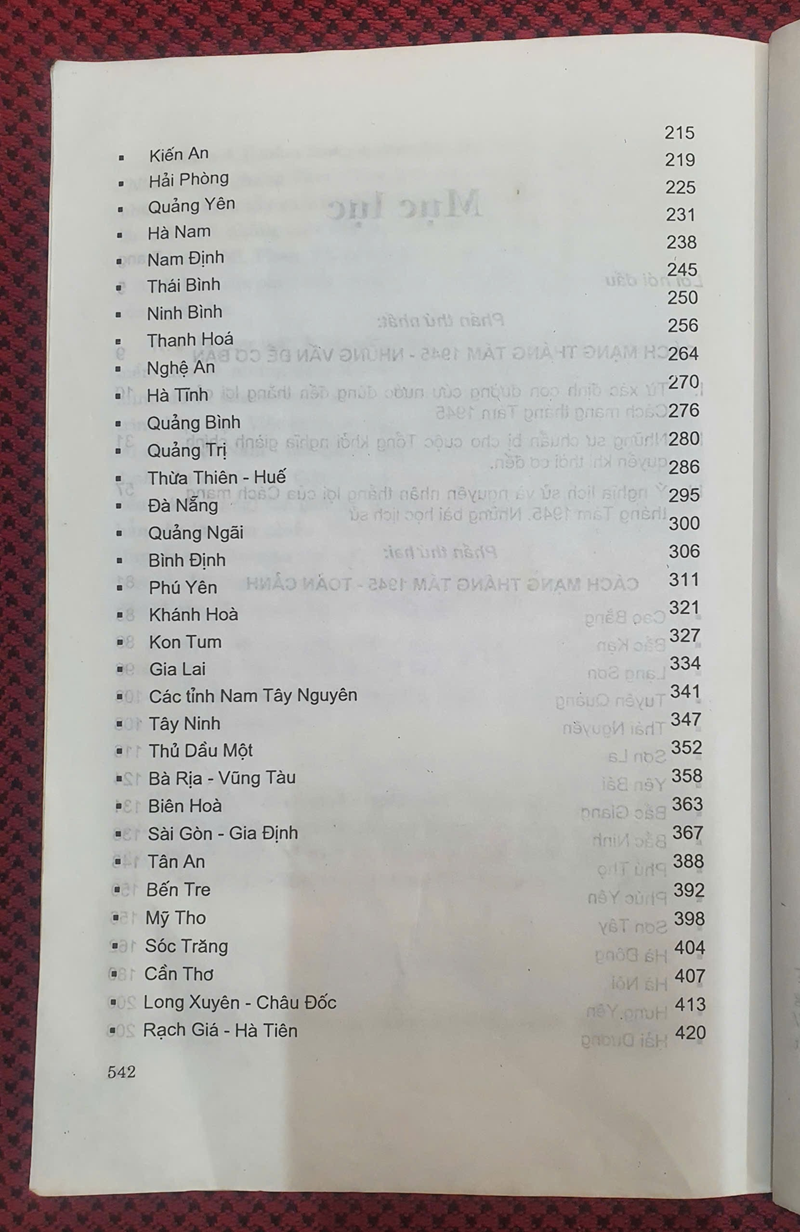 ▪ Kiến An 215
▪ Hải Phòng 219
▪ Quảng Yên 225
▪ Hà Nam 231
▪ Nam Định 238
▪ Thái Bình 245
▪ Ninh Bình 250
▪ Thanh Hoá 256
▪ Nghệ An 264
▪ Hà Tĩnh 270
▪ Quảng Bình 276
▪ Quảng Trị 280
▪ Thừa Thiên - Huế 286
▪ Đà Nẵng 295
▪ Quảng Ngãi 300
▪ Bình Định 306
▪ Phú Yên 311
▪ Khánh Hoà 321
▪ Kon Tum 327
▪ Gia Lai 334
▪ Các tỉnh Nam Tây Nguyên 341
▪ Tây Ninh 347
▪ Thủ Dầu Một 352
▪ Bà Rịa - Vũng Tàu 358
▪ Biên Hoà 363
▪ Sài Gòn - Gia Định 367
▪ Tân An 388
▪ Bến Tre 392
▪ Mỹ Tho 398
▪ Sóc Trăng 404
▪ Cần Thơ 407
▪ Long Xuyên - Châu Đốc 413
▪ Rạch Giá - Hà Tiên 420
542